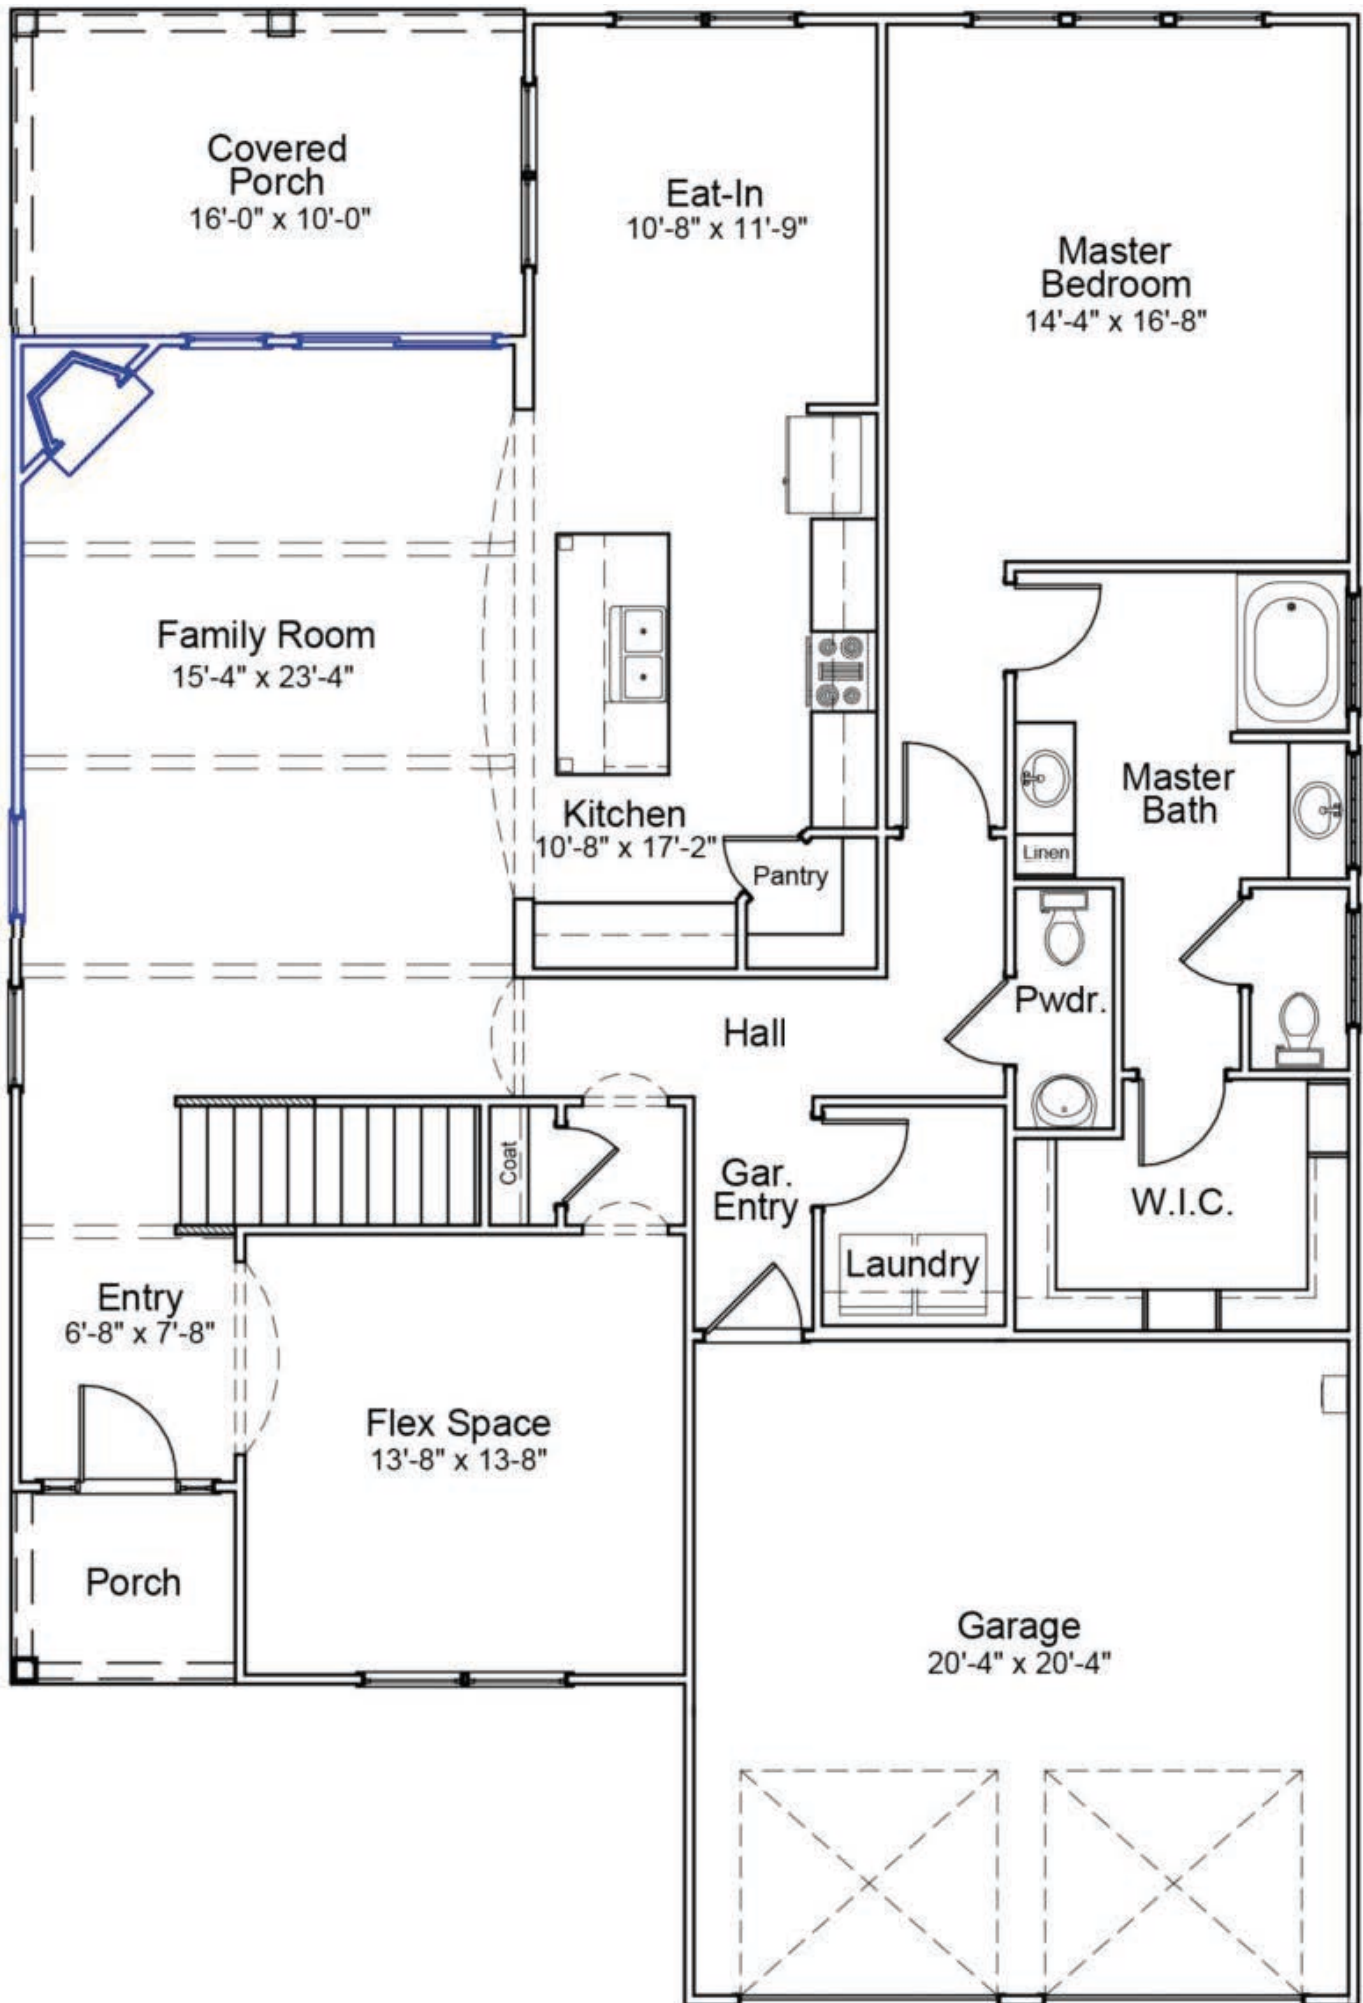 Covered
Porch
16'-0" x 10'-0"
Eat-In
10'-8" x 11'-9"
Master
Bedroom
14'-4" x 16'-8"
Family Room
15'-4" x 23'-4"
Kitchen
10'-8" x 17'-2"
Pantry
Master
Bath
Linen
Pwdr.
Hall
Coat
Gar.
Entry
W.I.C.
Laundry
Entry
6'-8" x 7'-8"
Flex Space
13'-8" x 13-8"
Porch
Garage
20'-4" x 20'-4"